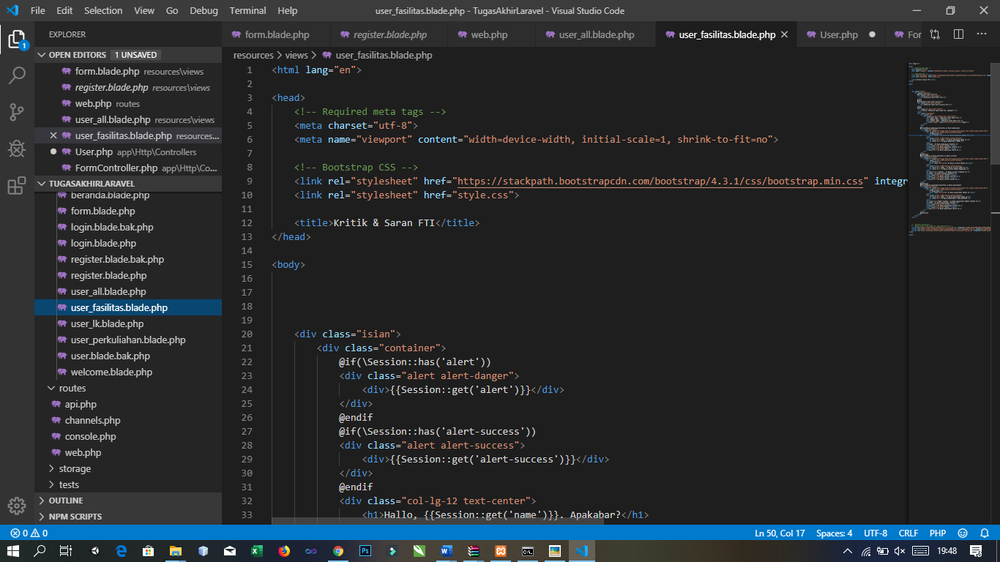 File Edit Selection View Go Debug Terminal Help
user_fasilitas.blade.php - TugasAkhirLaravel - Visual Studio Code
EXPLORER
form.blade.php register.blade.php web.php user_all.blade.php user_fasilitas.blade.php User.php For
OPEN EDITORS 1 UNSAVED
form.blade.php resources\views
register.blade.php resources\views
web.php routes
user_all.blade.php resources\views
user_fasilitas.blade.php resources...
User.php app\Http\Controllers
FormController.php app\Http\Co...
1
TUGASAKHIRLARAVEL
beranda.blade.php
form.blade.php
login.blade.bak.php
login.blade.php
register.blade.bak.php
register.blade.php
user_all.blade.php
user_fasilitas.blade.php
user_lk.blade.php
user_perkuliahan.blade.php
user.blade.bak.php
welcome.blade.php
routes
api.php
channels.php
console.php
web.php
storage
tests
OUTLINE
NPM SCRIPTS
resources > views > user_fasilitas.blade.php
1 <html lang="en">
2
3 <head>
4 <!-- Required meta tags -->
5 <meta charset="utf-8">
6 <meta name="viewport" content="width=device-width, initial-scale=1, shrink-to-fit=no">
7
8 <!-- Bootstrap CSS -->
9 <link rel="stylesheet" href="https://stackpath.bootstrapcdn.com/bootstrap/4.3.1/css/bootstrap.min.css" integr
10 <link rel="stylesheet" href="style.css">
11
12 <title>Kritik & Saran FTI</title>
13 </head>
14
15 <body>
16
17
18
19
20 <div class="isian">
21 <div class="container">
22 @if(\Session::has('alert'))
23 <div class="alert alert-danger">
24 <div>{{Session::get('alert')}}</div>
25 </div>
26 @endif
27 @if(\Session::has('alert-success'))
28 <div class="alert alert-success">
29 <div>{{Session::get('alert-success')}}</div>
30 </div>
31 @endif
32 <div class="col-lg-12 text-center">
33 <h1>Hallo, {{Session::get('name')}}. Apakabar?</h1>
0 0
Ln 50, Col 17 Spaces: 4 UTF-8 CRLF PHP
19:48